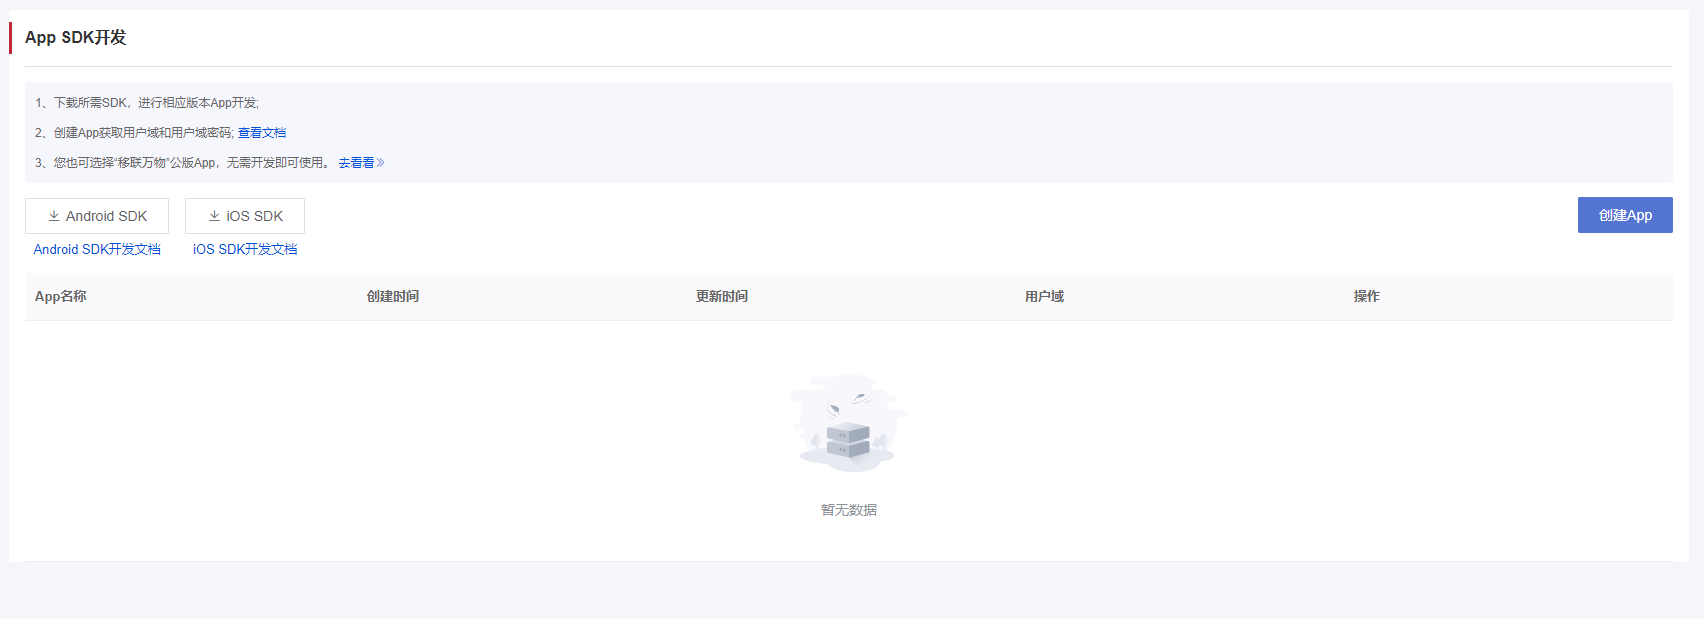 App SDK开发
1、下载所需SDK，进行相应版本App开发;
2、创建App获取用户域和用户域密码; 查看文档
3、您也可选择“移联万物”公版App，无需开发即可使用。 去看看
Android SDK
iOS SDK
创建App
Android SDK开发文档
iOS SDK开发文档
App名称 创建时间 更新时间 用户域 操作
暂无数据